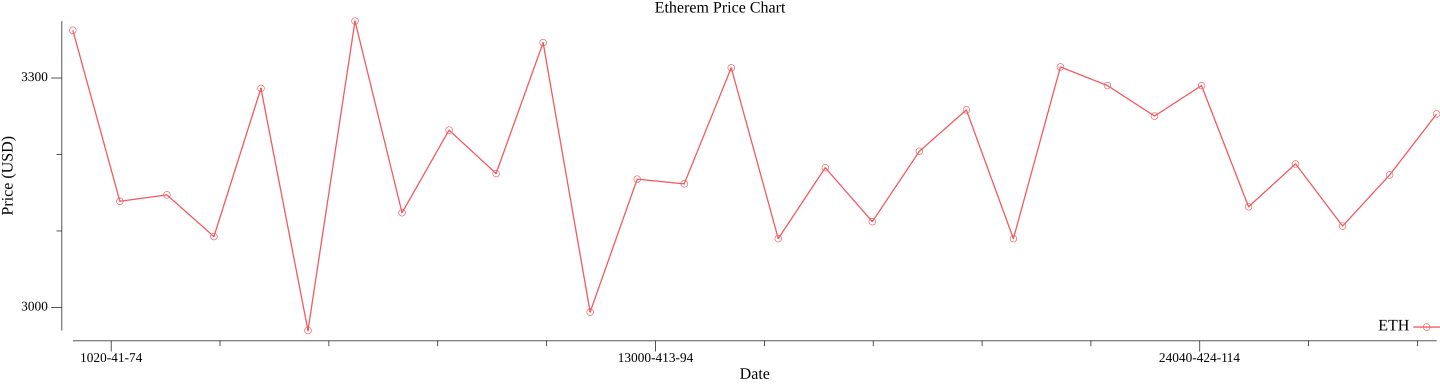 Etherem Price Chart
Price (USD)
3300
3000
ETH
1020-41-74
13000-413-94
24040-424-114
Date